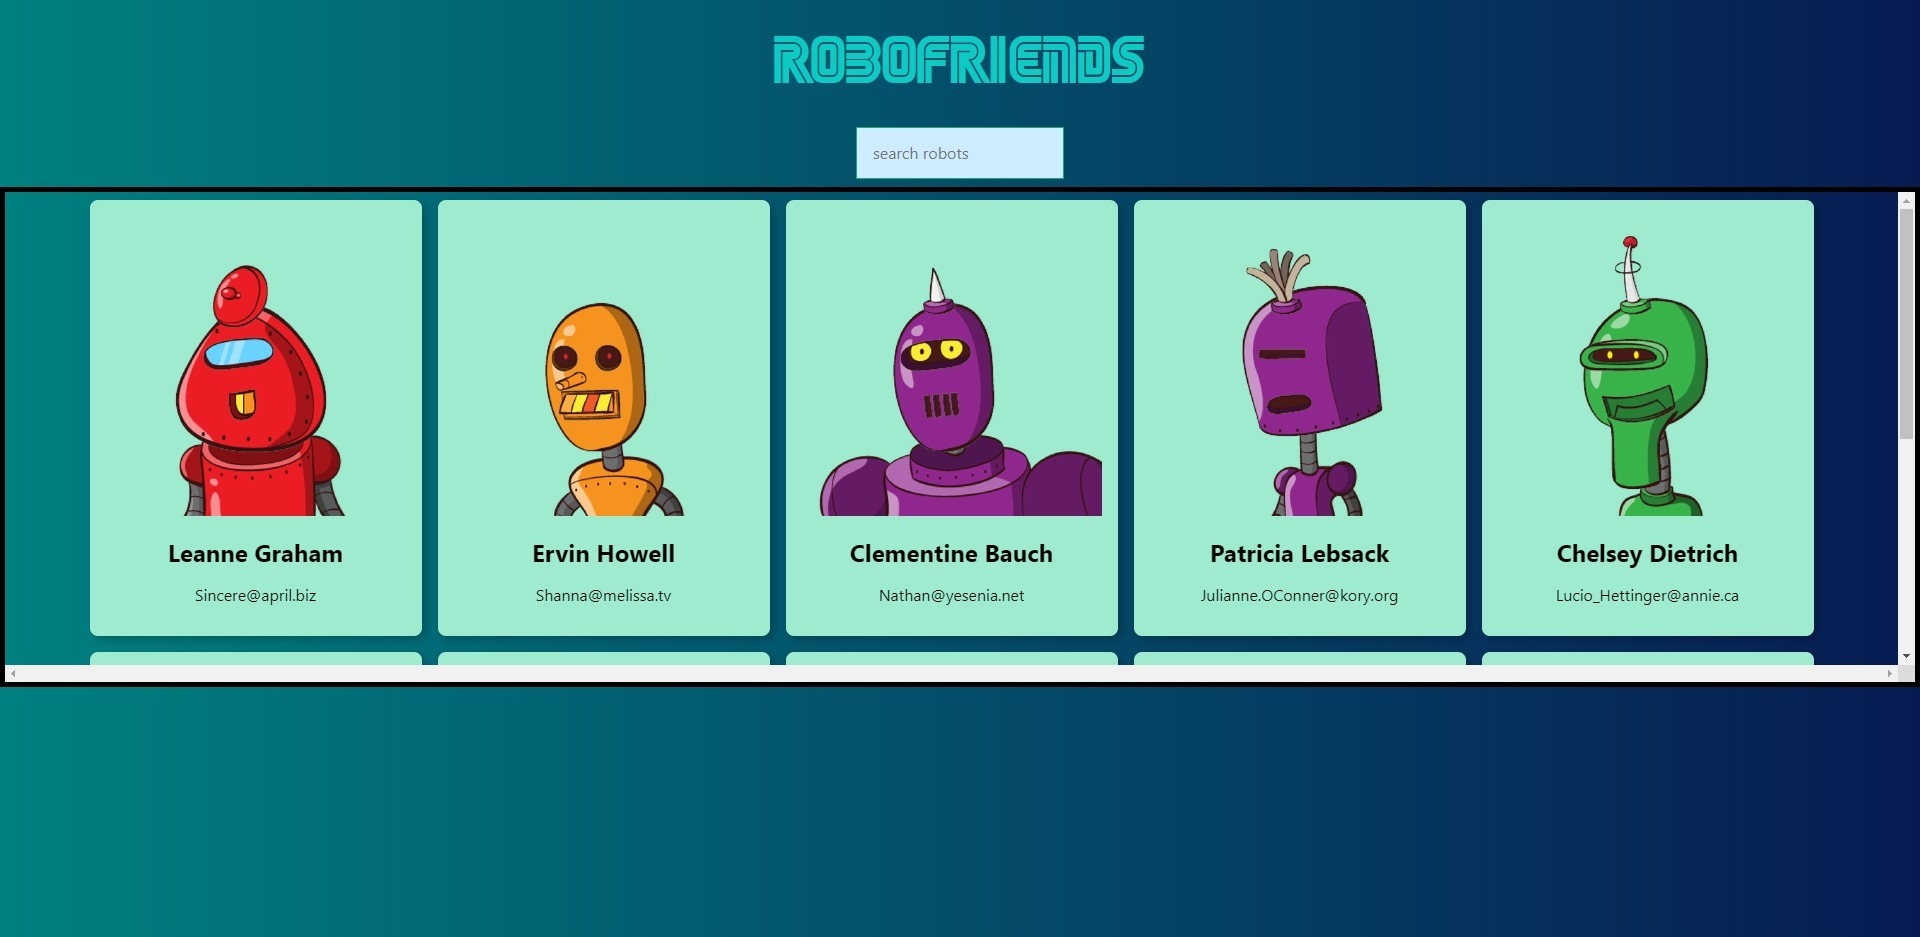 ROBOFRIENDS
search robots
Leanne Graham
Sincere@april.biz
Ervin Howell
Shanna@melissa.tv
Clementine Bauch
Nathan@yesenia.net
Patricia Lebsack
Julianne.OConner@kory.org
Chelsey Dietrich
Lucio_Hettinger@annie.ca